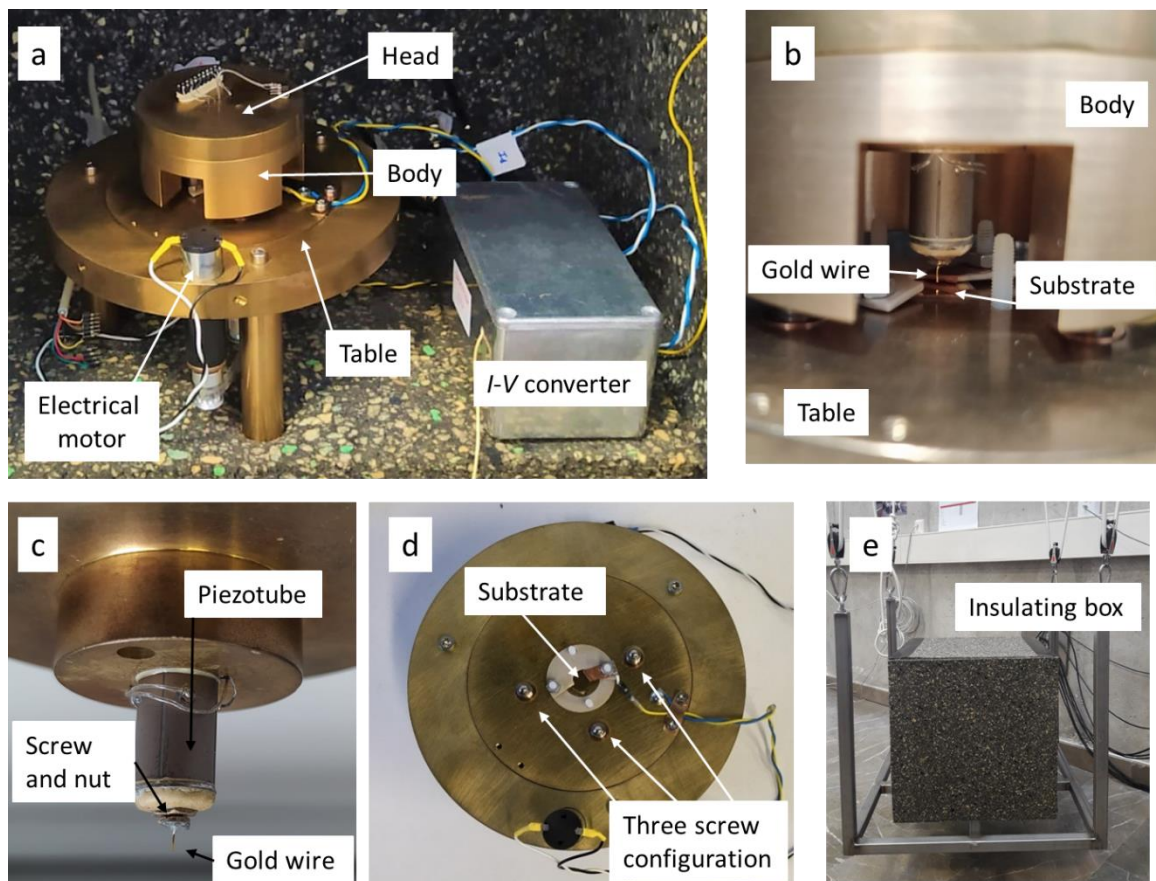 a
Head
Body
Table
Electrical
motor
I-V converter
b
Body
Gold wire
Substrate
Table
c
Piezotube
Screw
and nut
Gold wire
d
Substrate
Three screw
configuration
e
Insulating box